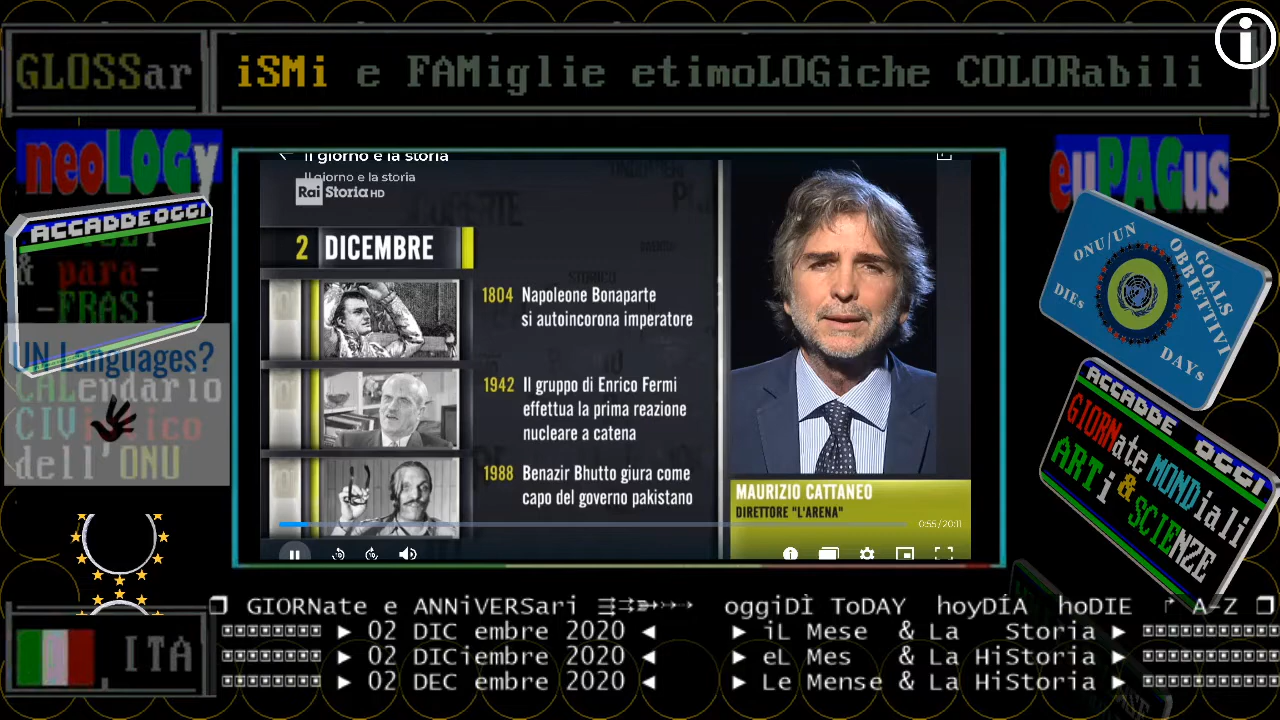 GLOSSar
iSMi e FAMiglie etimoLOGiche COLORabili
neoLOGy
ACCADDE OGGI
& para-
-FRASi
UN Languages?
CALendario
CIVilnico
dell'ONU
ITA
Il giorno e la storia
Il giorno e la storia
Rai Storia HD
2 DICEMBRE
1804 Napoleone Bonaparte
si autoincorona imperatore
1942 Il gruppo di Enrico Fermi
effettua la prima reazione
nucleare a catena
1988 Benazir Bhutto giura come
capo del governo pakistano
MAURIZIO CATTANEO
DIRETTORE "L'ARENA"
0:55 / 20:11
euPAGus
ONU/UN
GOALS
OBBIETTIVI
DIEs
DAYs
ACCADDE OGGI
GIORNate MONDiali
ARTi & SCIENZE
GIORNate e ANNiVERSari oggiDÌ ToDAY hoyDÍA hoDIE A-Z
02 DIC embre 2020 iL Mese & La Storia
02 DICiembre 2020 eL Mes & La HiStoria
02 DEC embre 2020 Le Mense & La HiStoria